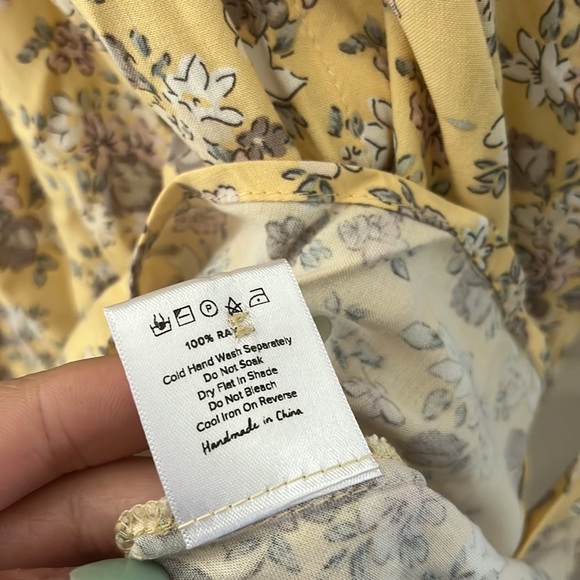 P
100% RAY
Cold Hand Wash Separately
Do Not Soak
Dry Flat In Shade
Do Not Bleach
Cool Iron On Reverse
Handmade in China